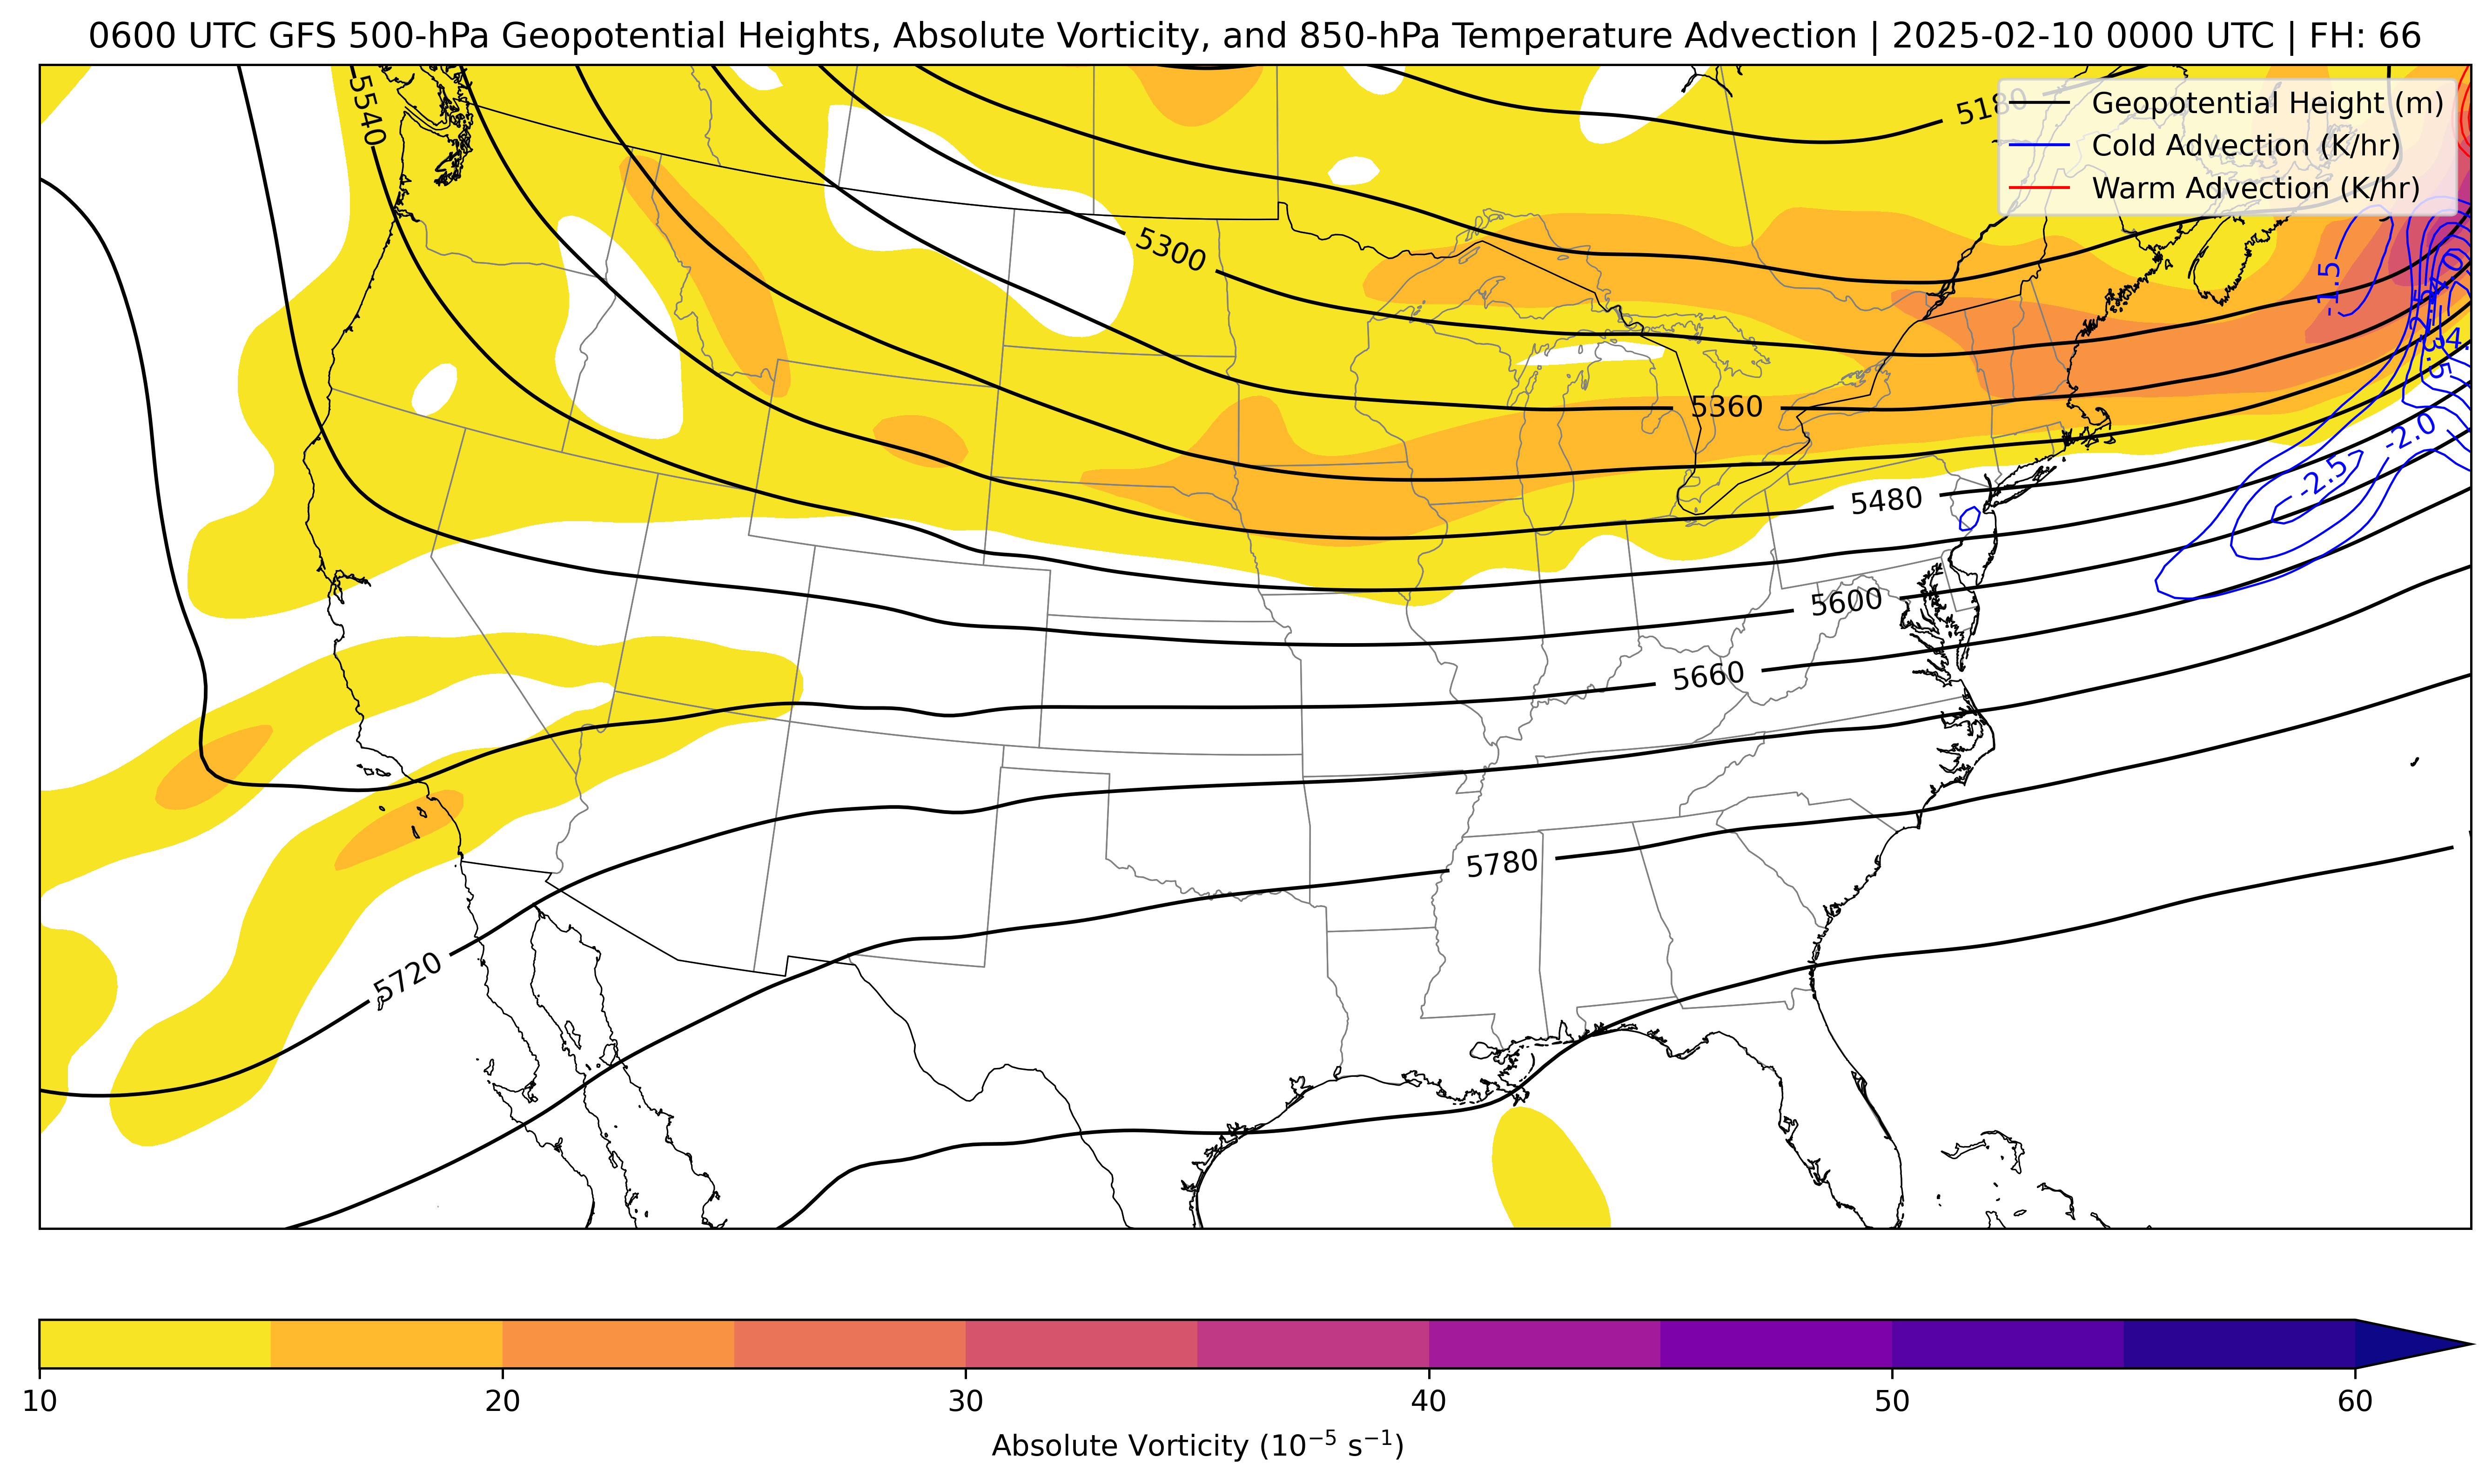 0600 UTC GFS 500-hPa Geopotential Heights, Absolute Vorticity, and 850-hPa Temperature Advection | 2025-02-10 0000 UTC | FH: 66
5540
5180
Geopotential Height (m)
Cold Advection (K/hr)
Warm Advection (K/hr)
5300
-1.5
5360
-2.0
-2.5
5480
5600
5660
5780
5720
10 20 30 40 50 60
Absolute Vorticity (10⁻⁵ s⁻¹)